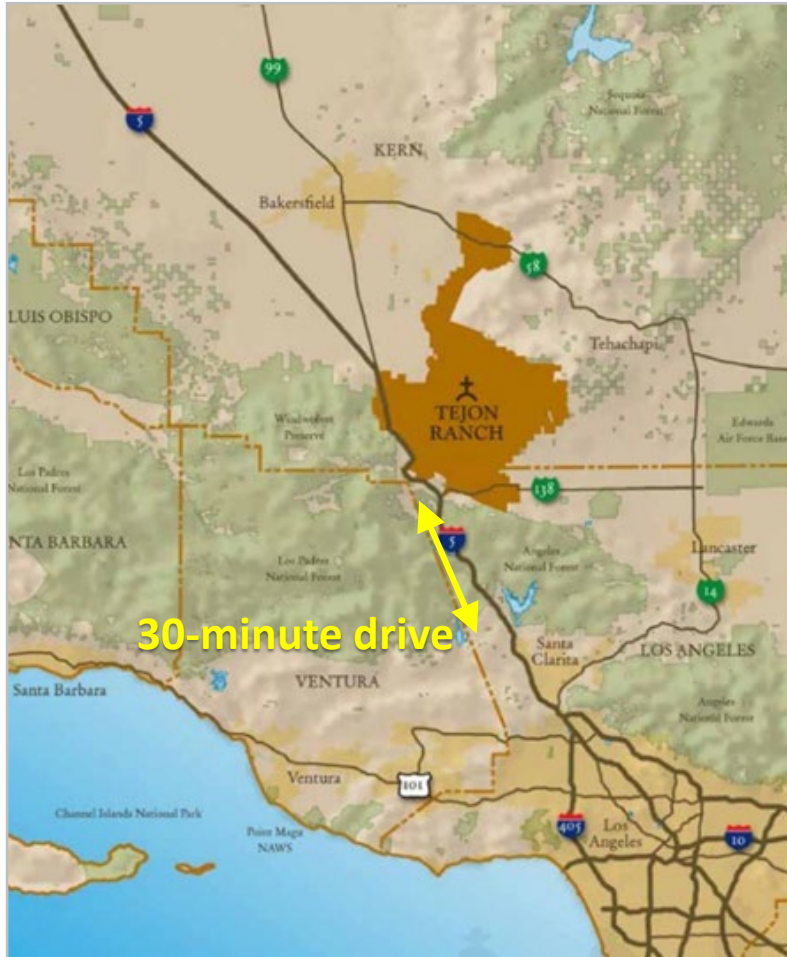 99
Sequoia
National Forest
5
KERN
Bakersfield
58
LUIS OBISPO
Tehachapi
TEJON
RANCH
Windwolves
Preserve
Edwards
Air Force Base
Los Padres
National Forest
138
NTA BARBARA
5
Angeles
National Forest
Lancaster
Los Padres
National Forest
14
30-minute drive
Santa
Clarita
LOS ANGELES
VENTURA
Santa Barbara
Angeles
National Forest
Ventura
101
Channel Islands National Park
Point Magu
NAWS
405
Los
Angeles
10